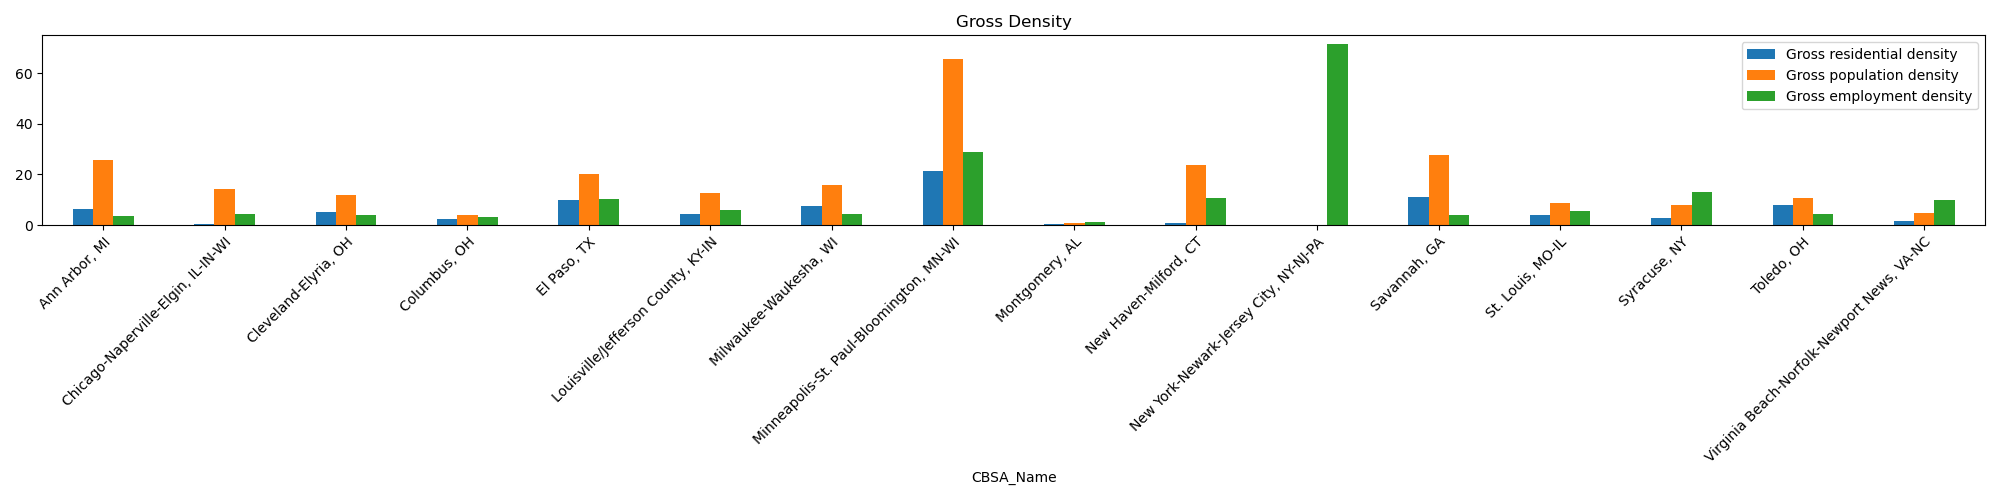 Gross Density
Gross residential density
Gross population density
Gross employment density
60
40
20
0
Ann Arbor, MI
Chicago-Naperville-Elgin, IL-IN-WI
Cleveland-Elyria, OH
Columbus, OH
El Paso, TX
Louisville/Jefferson County, KY-IN
Milwaukee-Waukesha, WI
Minneapolis-St. Paul-Bloomington, MN-WI
Montgomery, AL
New Haven-Milford, CT
New York-Newark-Jersey City, NY-NJ-PA
Savannah, GA
St. Louis, MO-IL
Syracuse, NY
Toledo, OH
Virginia Beach-Norfolk-Newport News, VA-NC
CBSA_Name